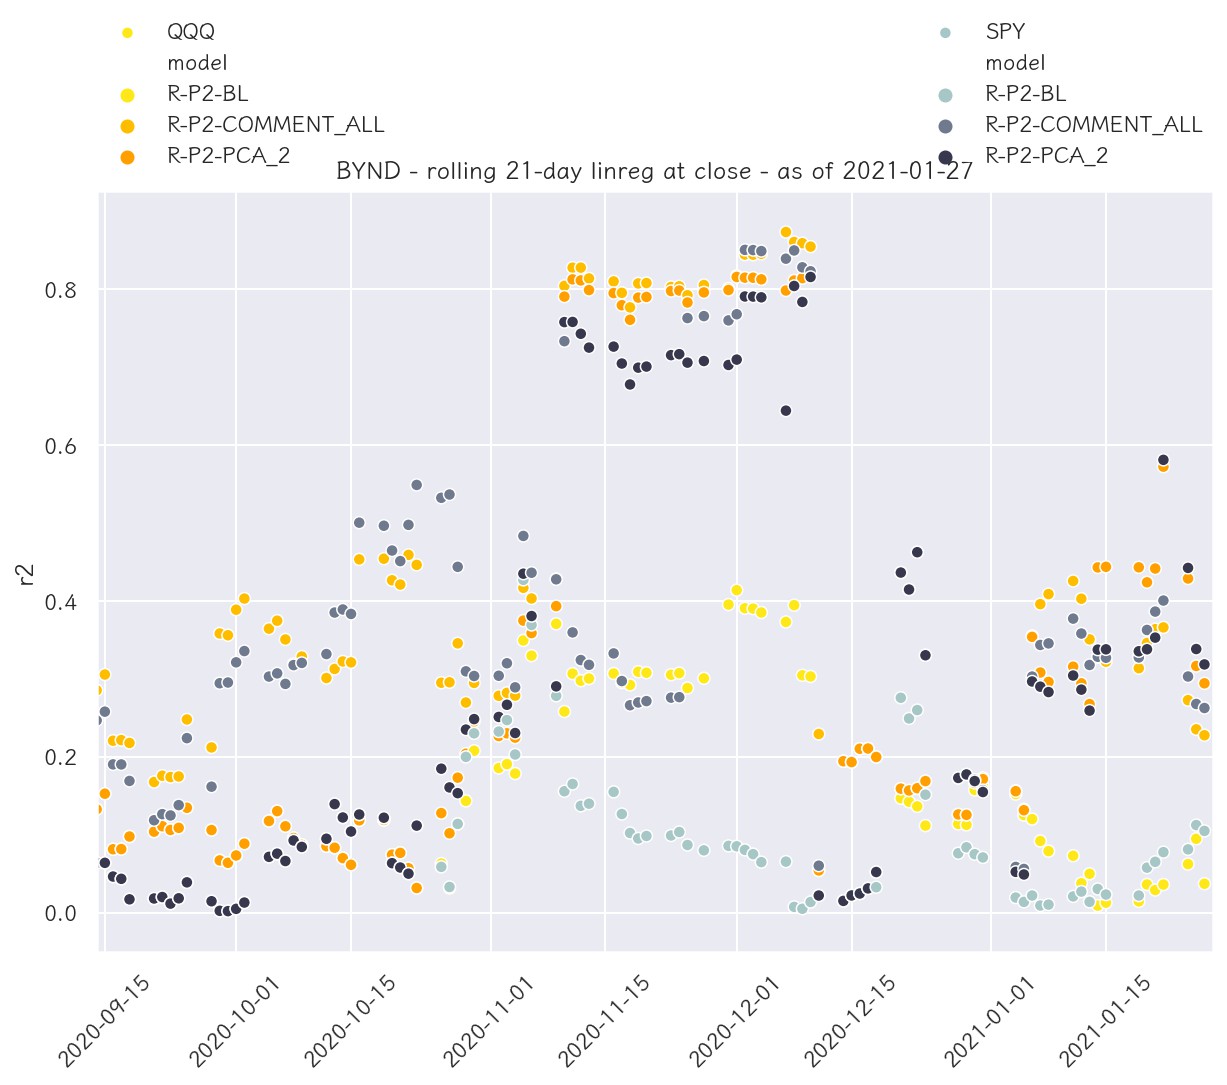 QQQ
model
R-P2-BL
R-P2-COMMENT_ALL
R-P2-PCA_2
SPY
model
R-P2-BL
R-P2-COMMENT_ALL
R-P2-PCA_2
BYND - rolling 21-day linreg at close - as of 2021-01-27
r2
0.8
0.6
0.4
0.2
0.0
2020-09-15
2020-10-01
2020-10-15
2020-11-01
2020-11-15
2020-12-01
2020-12-15
2021-01-01
2021-01-15